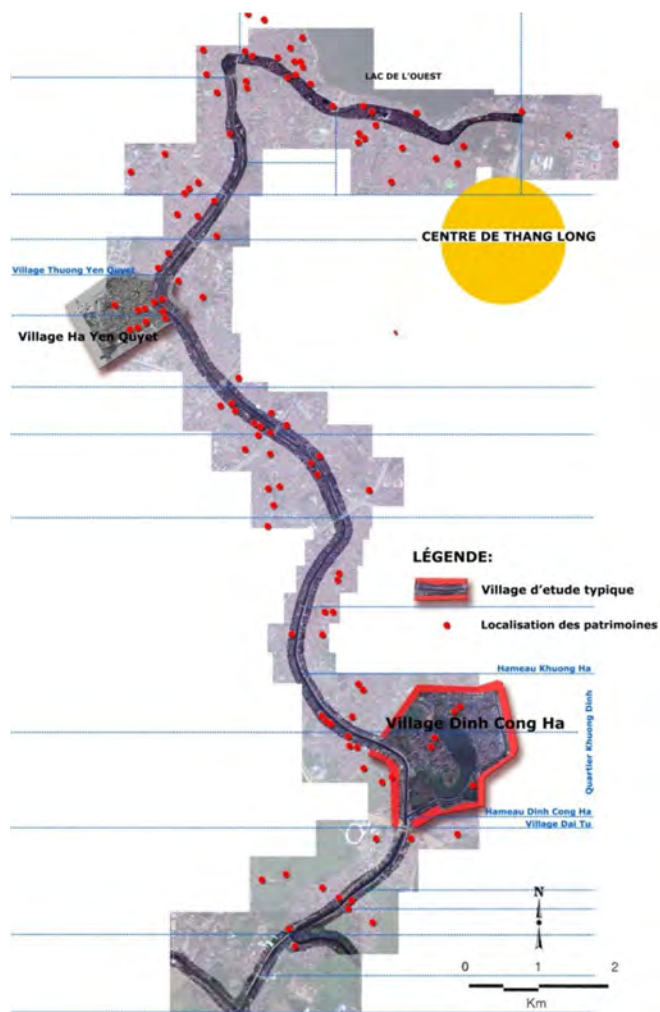 LAC DE L'OUEST
CENTRE DE THANG LONG
Village Thuong Yen Quyet
Village Ha Yen Quyet
LÉGENDE:
Village d'etude typique
Localisation des patrimoines
Hameau Khuong Ha
Village Dinh Cong Ha
Quartier Khuong Dinh
Hameau Dinh Cong Ha
Village Dai Tu
N
0 1 2
Km